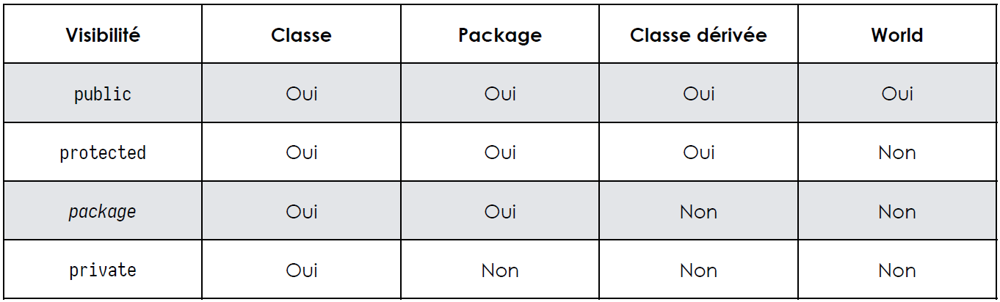 Visibilité Classe Package Classe dérivée World
public Oui Oui Oui Oui
protected Oui Oui Oui Non
package Oui Oui Non Non
private Oui Non Non Non